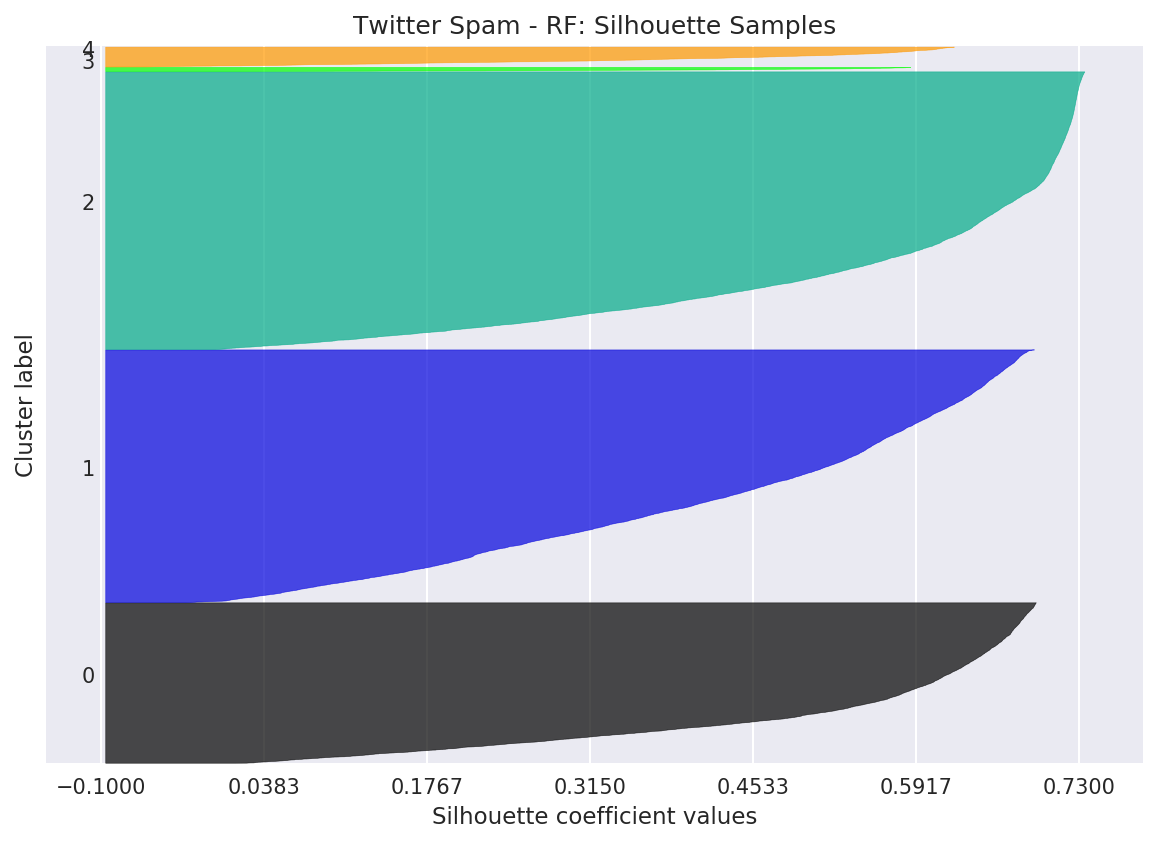 Twitter Spam - RF: Silhouette Samples
4
3
2
1
0
Cluster label
−0.1000 0.0383 0.1767 0.3150 0.4533 0.5917 0.7300
Silhouette coefficient values